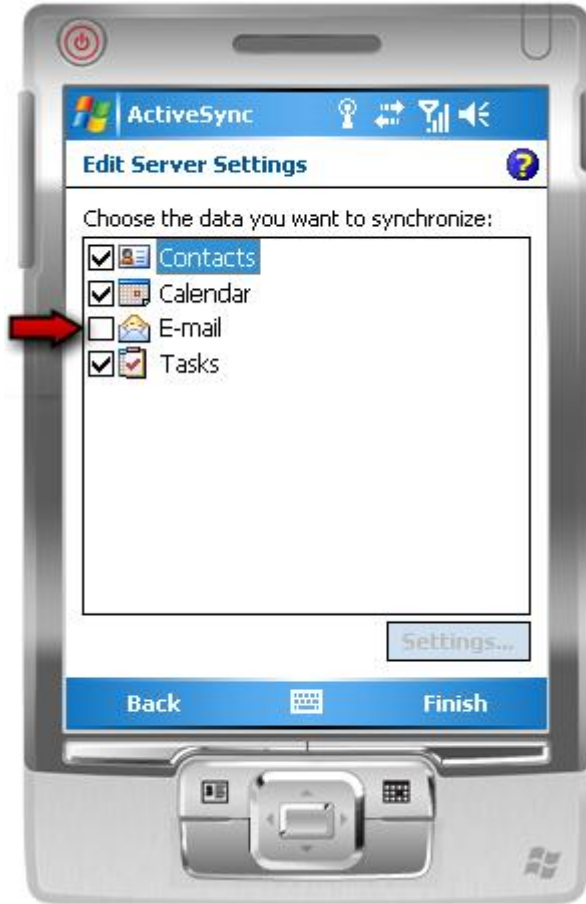 ActiveSync
Edit Server Settings
Choose the data you want to synchronize:
Contacts
Calendar
E-mail
Tasks
Settings...
Back Finish